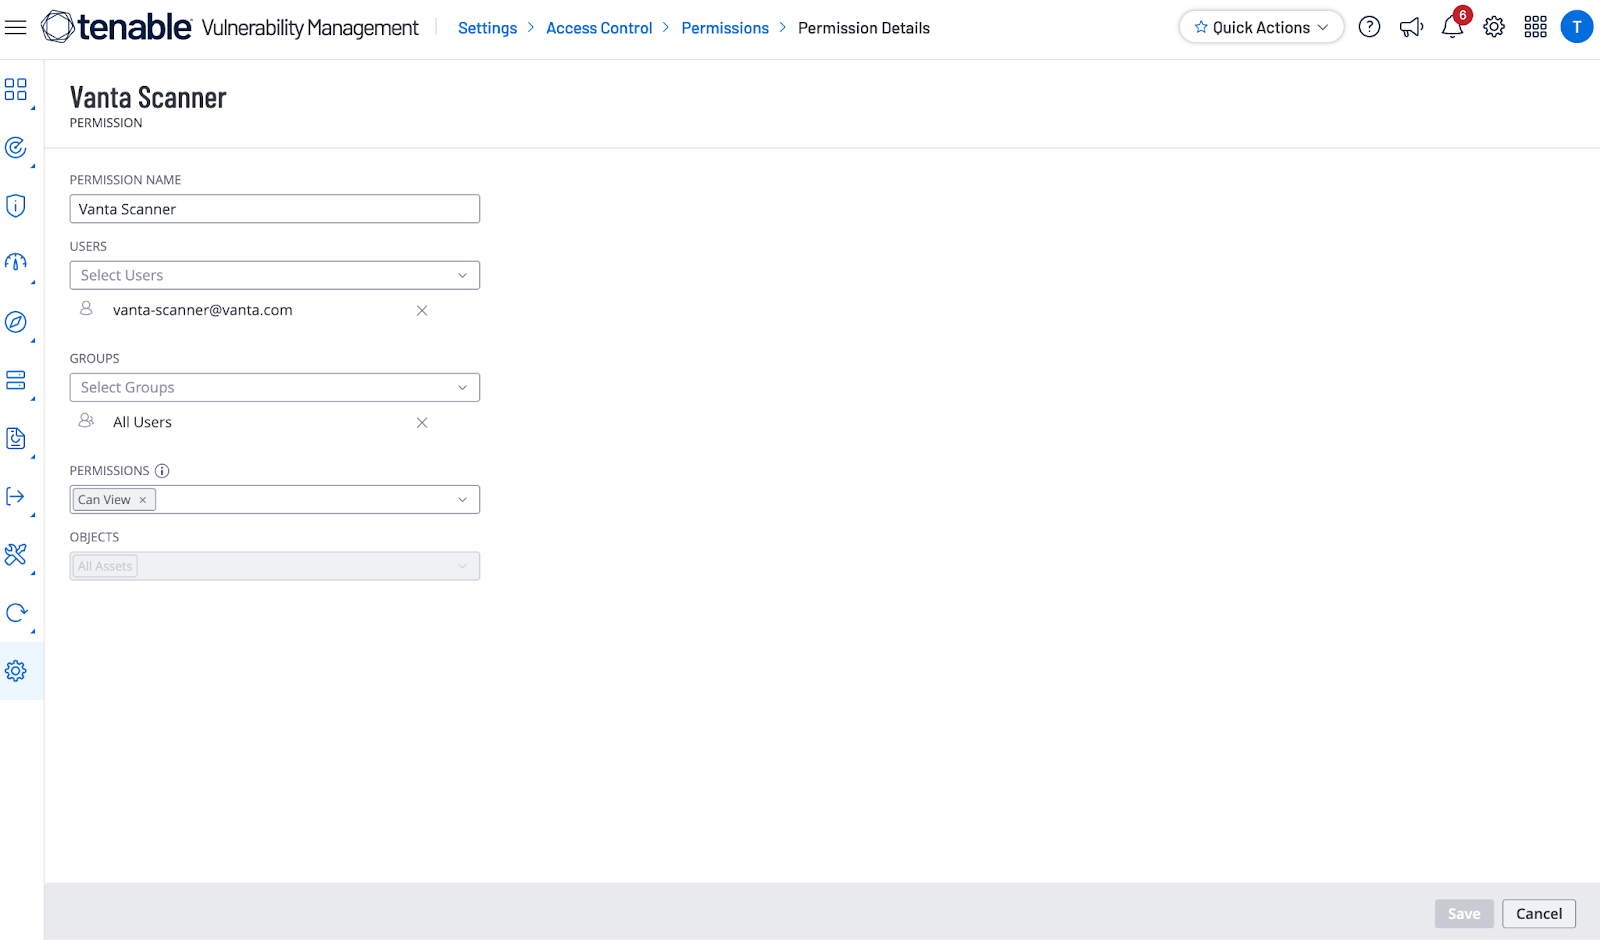 tenable Vulnerability Management Settings > Access Control > Permissions > Permission Details Quick Actions 6 T
Vanta Scanner
PERMISSION
PERMISSION NAME
Vanta Scanner
USERS
Select Users
vanta-scanner@vanta.com
GROUPS
Select Groups
All Users
PERMISSIONS
Can View
OBJECTS
All Assets
Save Cancel